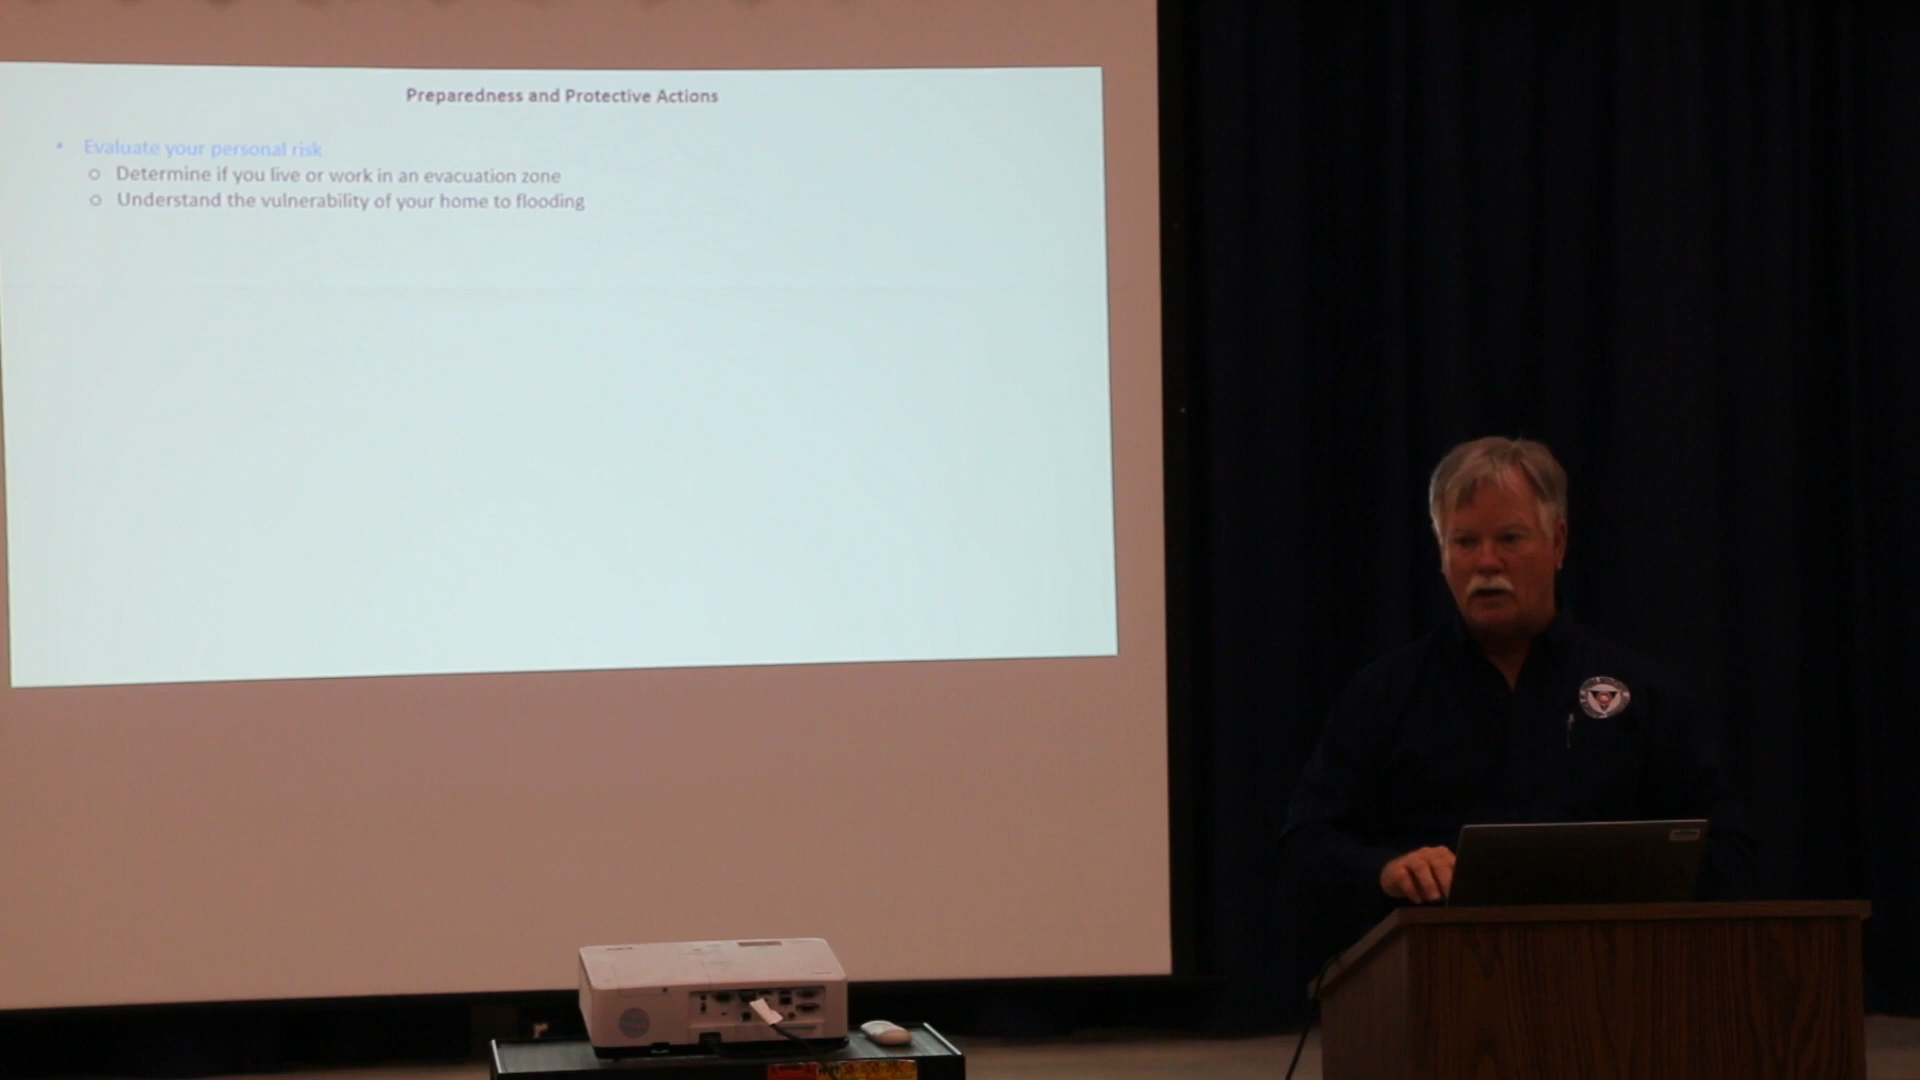 Preparedness and Protective Actions
• Evaluate your personal risk
o Determine if you live or work in an evacuation zone
o Understand the vulnerability of your home to flooding